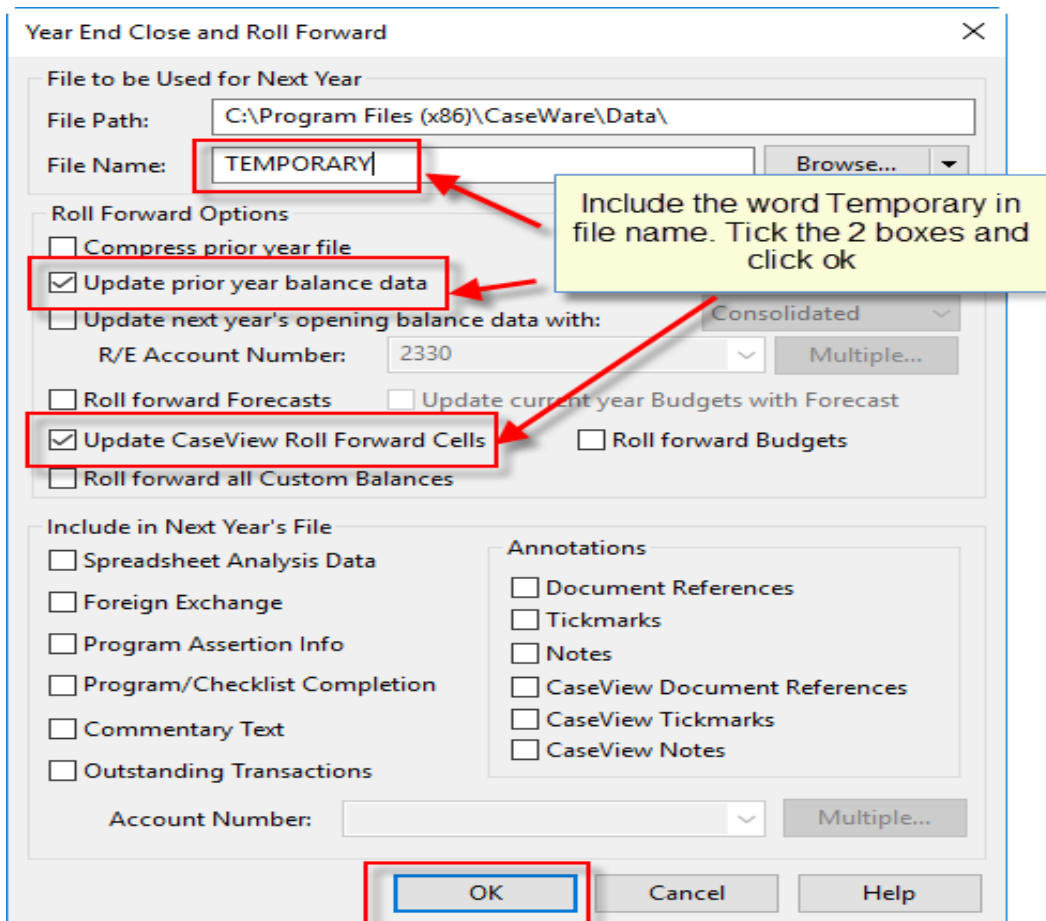 Year End Close and Roll Forward
File to be Used for Next Year
File Path: C:\Program Files (x86)\CaseWare\Data\
File Name: TEMPORARY Browse...
Include the word Temporary in
file name. Tick the 2 boxes and
click ok
Roll Forward Options
Compress prior year file
Update prior year balance data
Update next year's opening balance data with: Consolidated
R/E Account Number: 2330 Multiple...
Roll forward Forecasts Update current year Budgets with Forecast
Update CaseView Roll Forward Cells Roll forward Budgets
Roll forward all Custom Balances
Include in Next Year's File
Spreadsheet Analysis Data
Foreign Exchange
Program Assertion Info
Program/Checklist Completion
Commentary Text
Outstanding Transactions
Annotations
Document References
Tickmarks
Notes
CaseView Document References
CaseView Tickmarks
CaseView Notes
Account Number: Multiple...
OK Cancel Help